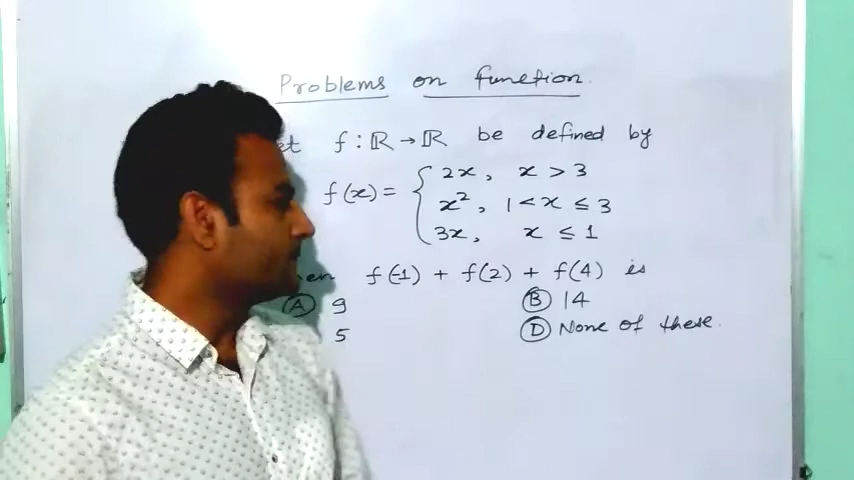 Problems on function.
et f : ℝ → ℝ be defined by
f(x) = { 2x, x > 3
x², 1 < x ≤ 3
3x, x ≤ 1
en f(-1) + f(2) + f(4) is
(A) 9 (B) 14
5 (D) None of these.